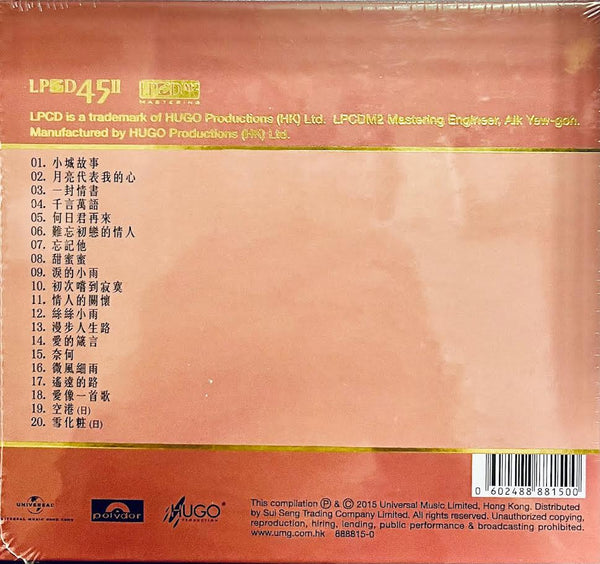 LPCD45II LPCDM2
MASTERING
LPCD is a trademark of HUGO Productions (HK) Ltd. LPCDM2 Mastering Engineer, Aik Yew-goh.
Manufactured by HUGO Productions (HK) Ltd.
01. 小城故事
02. 月亮代表我的心
03. 一封情書
04. 千言萬語
05. 何日君再來
06. 難忘初戀的情人
07. 忘記他
08. 甜蜜蜜
09. 淚的小雨
10. 初次嚐到寂寞
11. 情人的關懷
12. 絲絲小雨
13. 漫步人生路
14. 愛的箴言
15. 奈何
16. 微風細雨
17. 遙遠的路
18. 愛像一首歌
19. 空港(日)
20. 雪化粧(日)
0 602488 881500
UNIVERSAL
UNIVERSAL MUSIC HONG KONG
polydor
HUGO
PRODUCTION
This compilation ℗ & © 2015 Universal Music Limited, Hong Kong. Distributed
by Sui Seng Trading Company Limited. All rights reserved. Unauthorized copying,
reproduction, hiring, lending, public performance & broadcasting prohibited.
www.umg.com.hk 888815-0